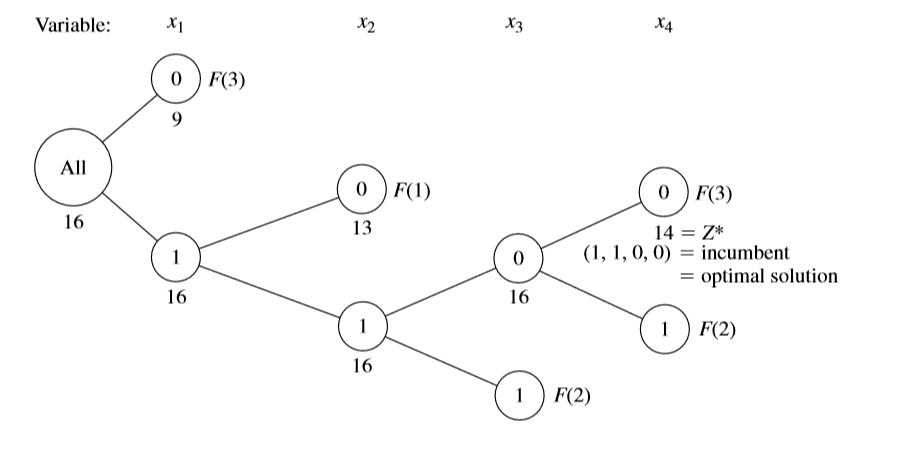 Variable: x1 x2 x3 x4
0 F(3)
9
All
16
0 F(1)
13
0 F(3)
14 = Z*
(1, 1, 0, 0) = incumbent
= optimal solution
1
16
0
16
1
16
1 F(2)
1 F(2)